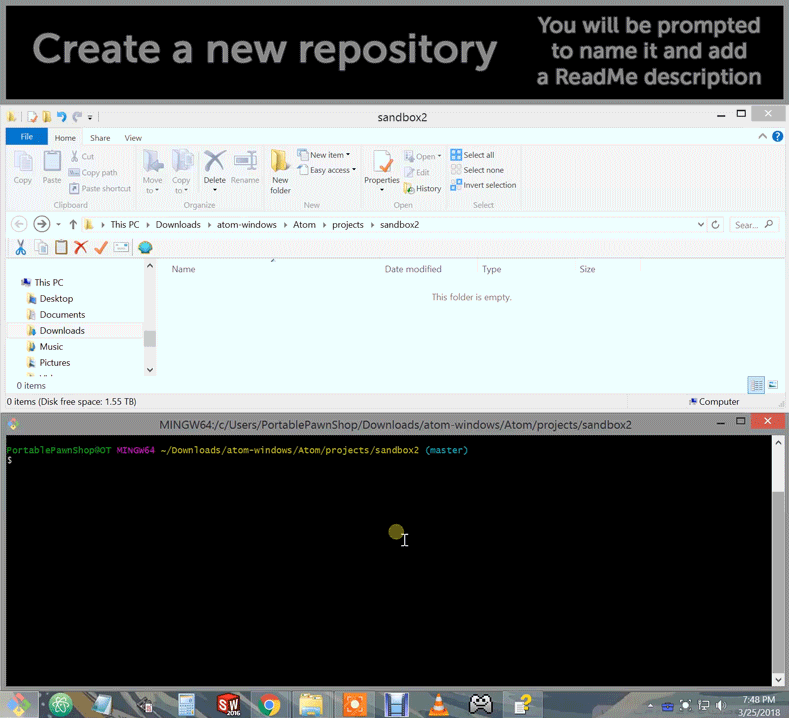 Create a new repository
You will be prompted
to name it and add
a ReadMe description
sandbox2
File Home Share View
Copy
Paste
Cut
Copy path
Paste shortcut
Clipboard
Move to
Copy to
Delete
Rename
Organize
New folder
New item
Easy access
New
Properties
Open
Edit
History
Open
Select all
Select none
Invert selection
Select
This PC Downloads atom-windows Atom projects sandbox2
Sear...
Name Date modified Type Size
This folder is empty.
This PC
Desktop
Documents
Downloads
Music
Pictures
0 items
0 items (Disk free space: 1.55 TB)
Computer
MINGW64:/c/Users/PortablePawnShop/Downloads/atom-windows/Atom/projects/sandbox2
PortablePawnShop@OT MINGW64 ~/Downloads/atom-windows/Atom/projects/sandbox2 (master)
$
SW
2016
7:48 PM
3/25/2018